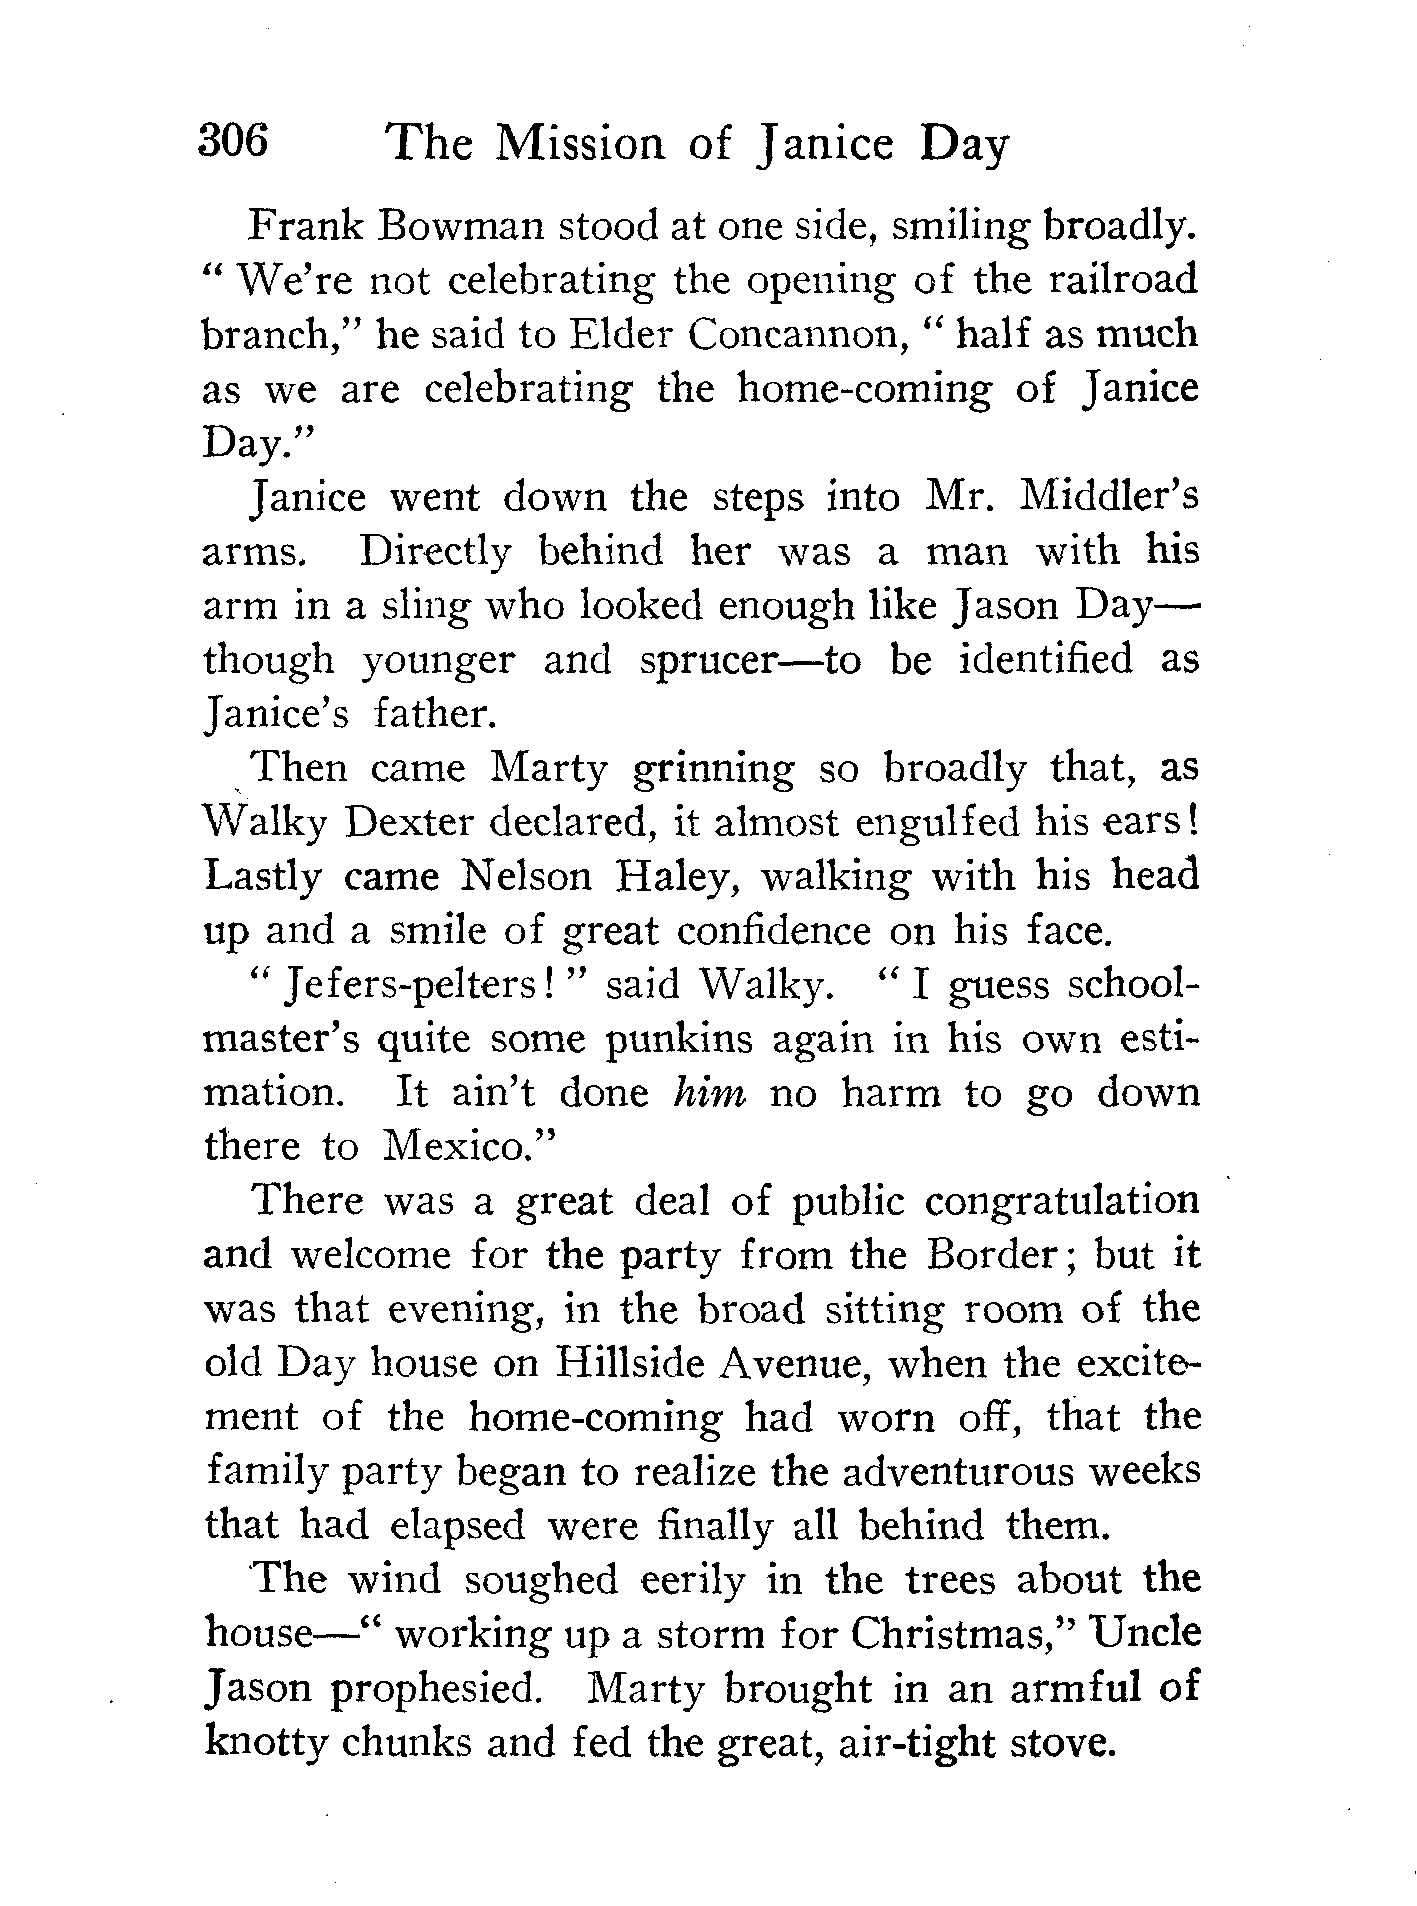 306 The Mission of Janice Day
Frank Bowman stood at one side, smiling broadly.
“ We’re not celebrating the opening of the railroad
branch,” he said to Elder Concannon, “ half as much
as we are celebrating the home-coming of Janice
Day.”
Janice went down the steps into Mr. Middler’s
arms. Directly behind her was a man with his
arm in a sling who looked enough like Jason Day—
though younger and sprucer—to be identified as
Janice’s father.
Then came Marty grinning so broadly that, as
Walky Dexter declared, it almost engulfed his ears!
Lastly came Nelson Haley, walking with his head
up and a smile of great confidence on his face.
“ Jefers-pelters! ” said Walky. “ I guess school-
master’s quite some punkins again in his own esti-
mation. It ain’t done him no harm to go down
there to Mexico.”
There was a great deal of public congratulation
and welcome for the party from the Border; but it
was that evening, in the broad sitting room of the
old Day house on Hillside Avenue, when the excite-
ment of the home-coming had worn off, that the
family party began to realize the adventurous weeks
that had elapsed were finally all behind them.
The wind soughed eerily in the trees about the
house—“ working up a storm for Christmas,” Uncle
Jason prophesied. Marty brought in an armful of
knotty chunks and fed the great, air-tight stove.